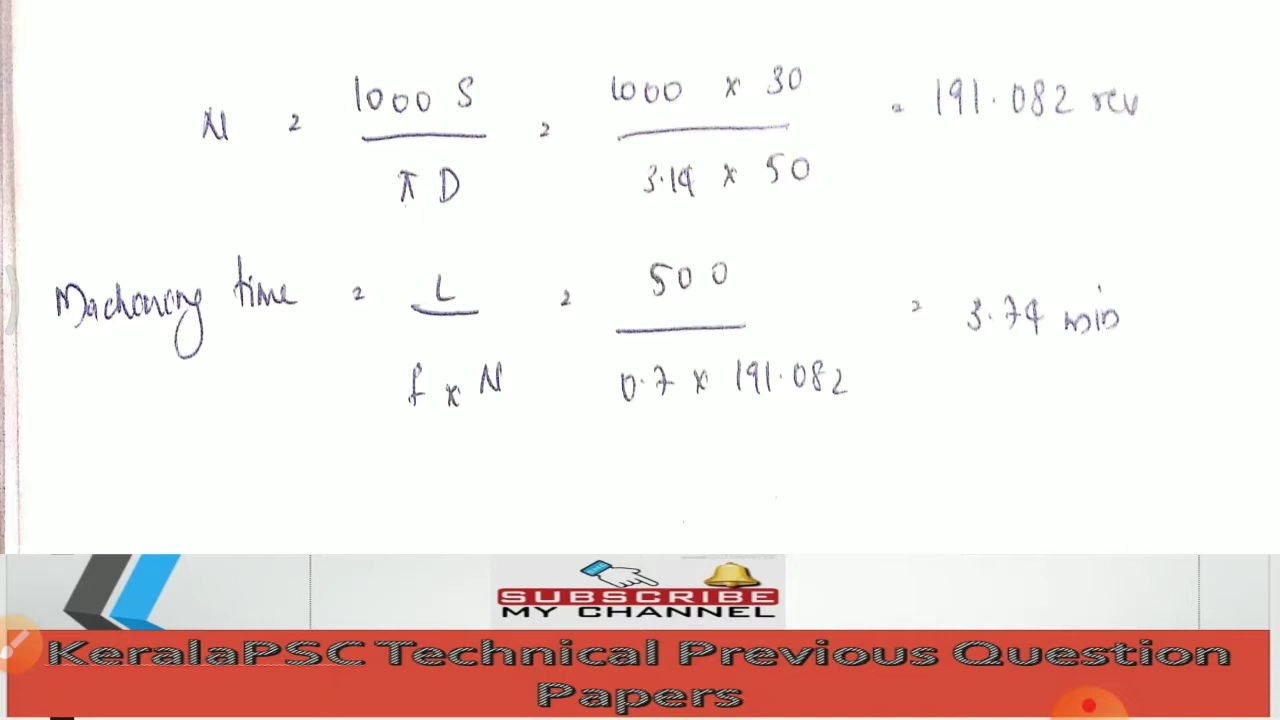 N = 1000 S / π D = 1000 x 30 / 3.14 x 50 = 191.082 rev
Machining time = L / f x N = 500 / 0.7 x 191.082 = 3.74 min
SUBSCRIBE
MY CHANNEL
KeralaPSC Technical Previous Question
Papers